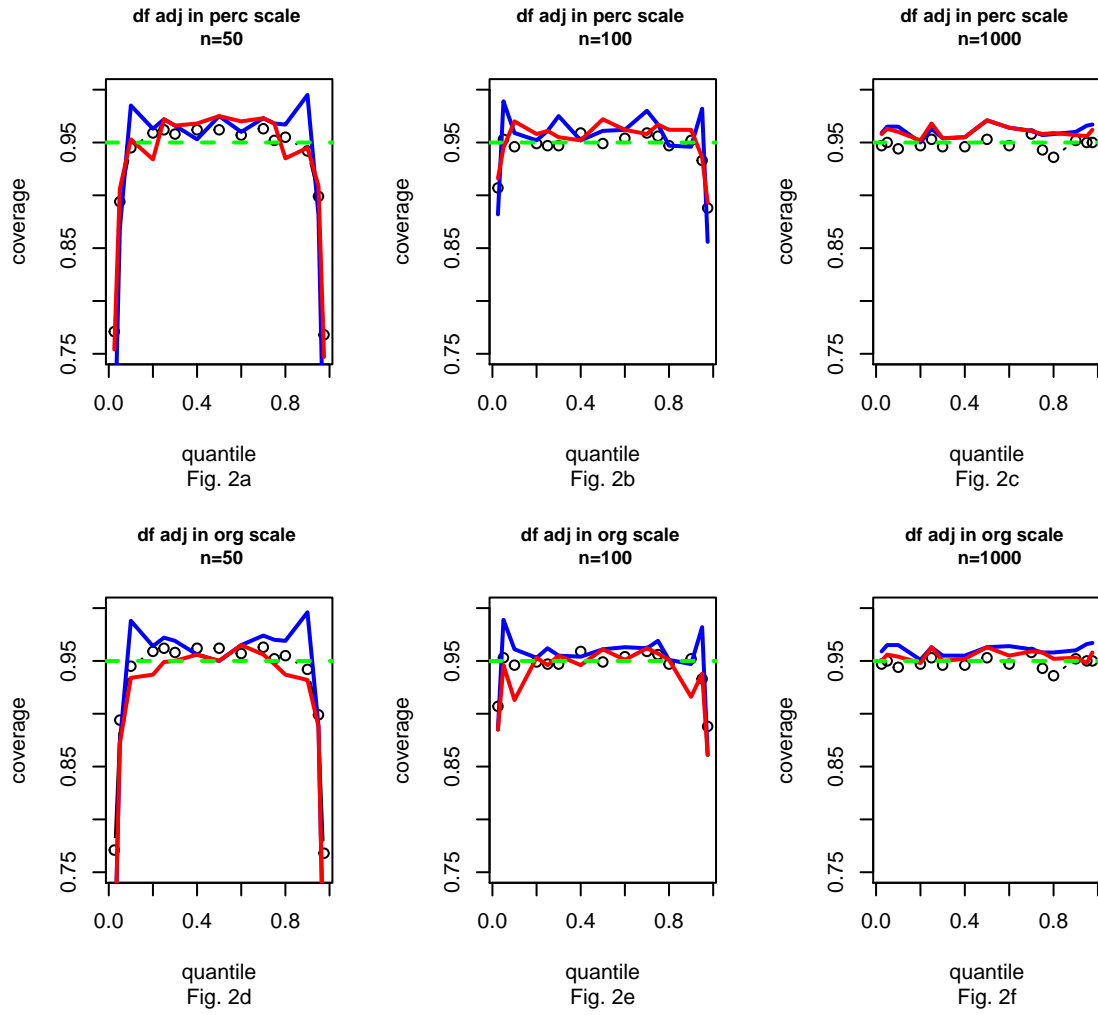 df adj in perc scale
n=50
coverage
0.95
0.85
0.75
0.0 0.4 0.8
quantile
Fig. 2a
df adj in perc scale
n=100
coverage
0.95
0.85
0.75
0.0 0.4 0.8
quantile
Fig. 2b
df adj in perc scale
n=1000
coverage
0.95
0.85
0.75
0.0 0.4 0.8
quantile
Fig. 2c
df adj in org scale
n=50
coverage
0.95
0.85
0.75
0.0 0.4 0.8
quantile
Fig. 2d
df adj in org scale
n=100
coverage
0.95
0.85
0.75
0.0 0.4 0.8
quantile
Fig. 2e
df adj in org scale
n=1000
coverage
0.95
0.85
0.75
0.0 0.4 0.8
quantile
Fig. 2f